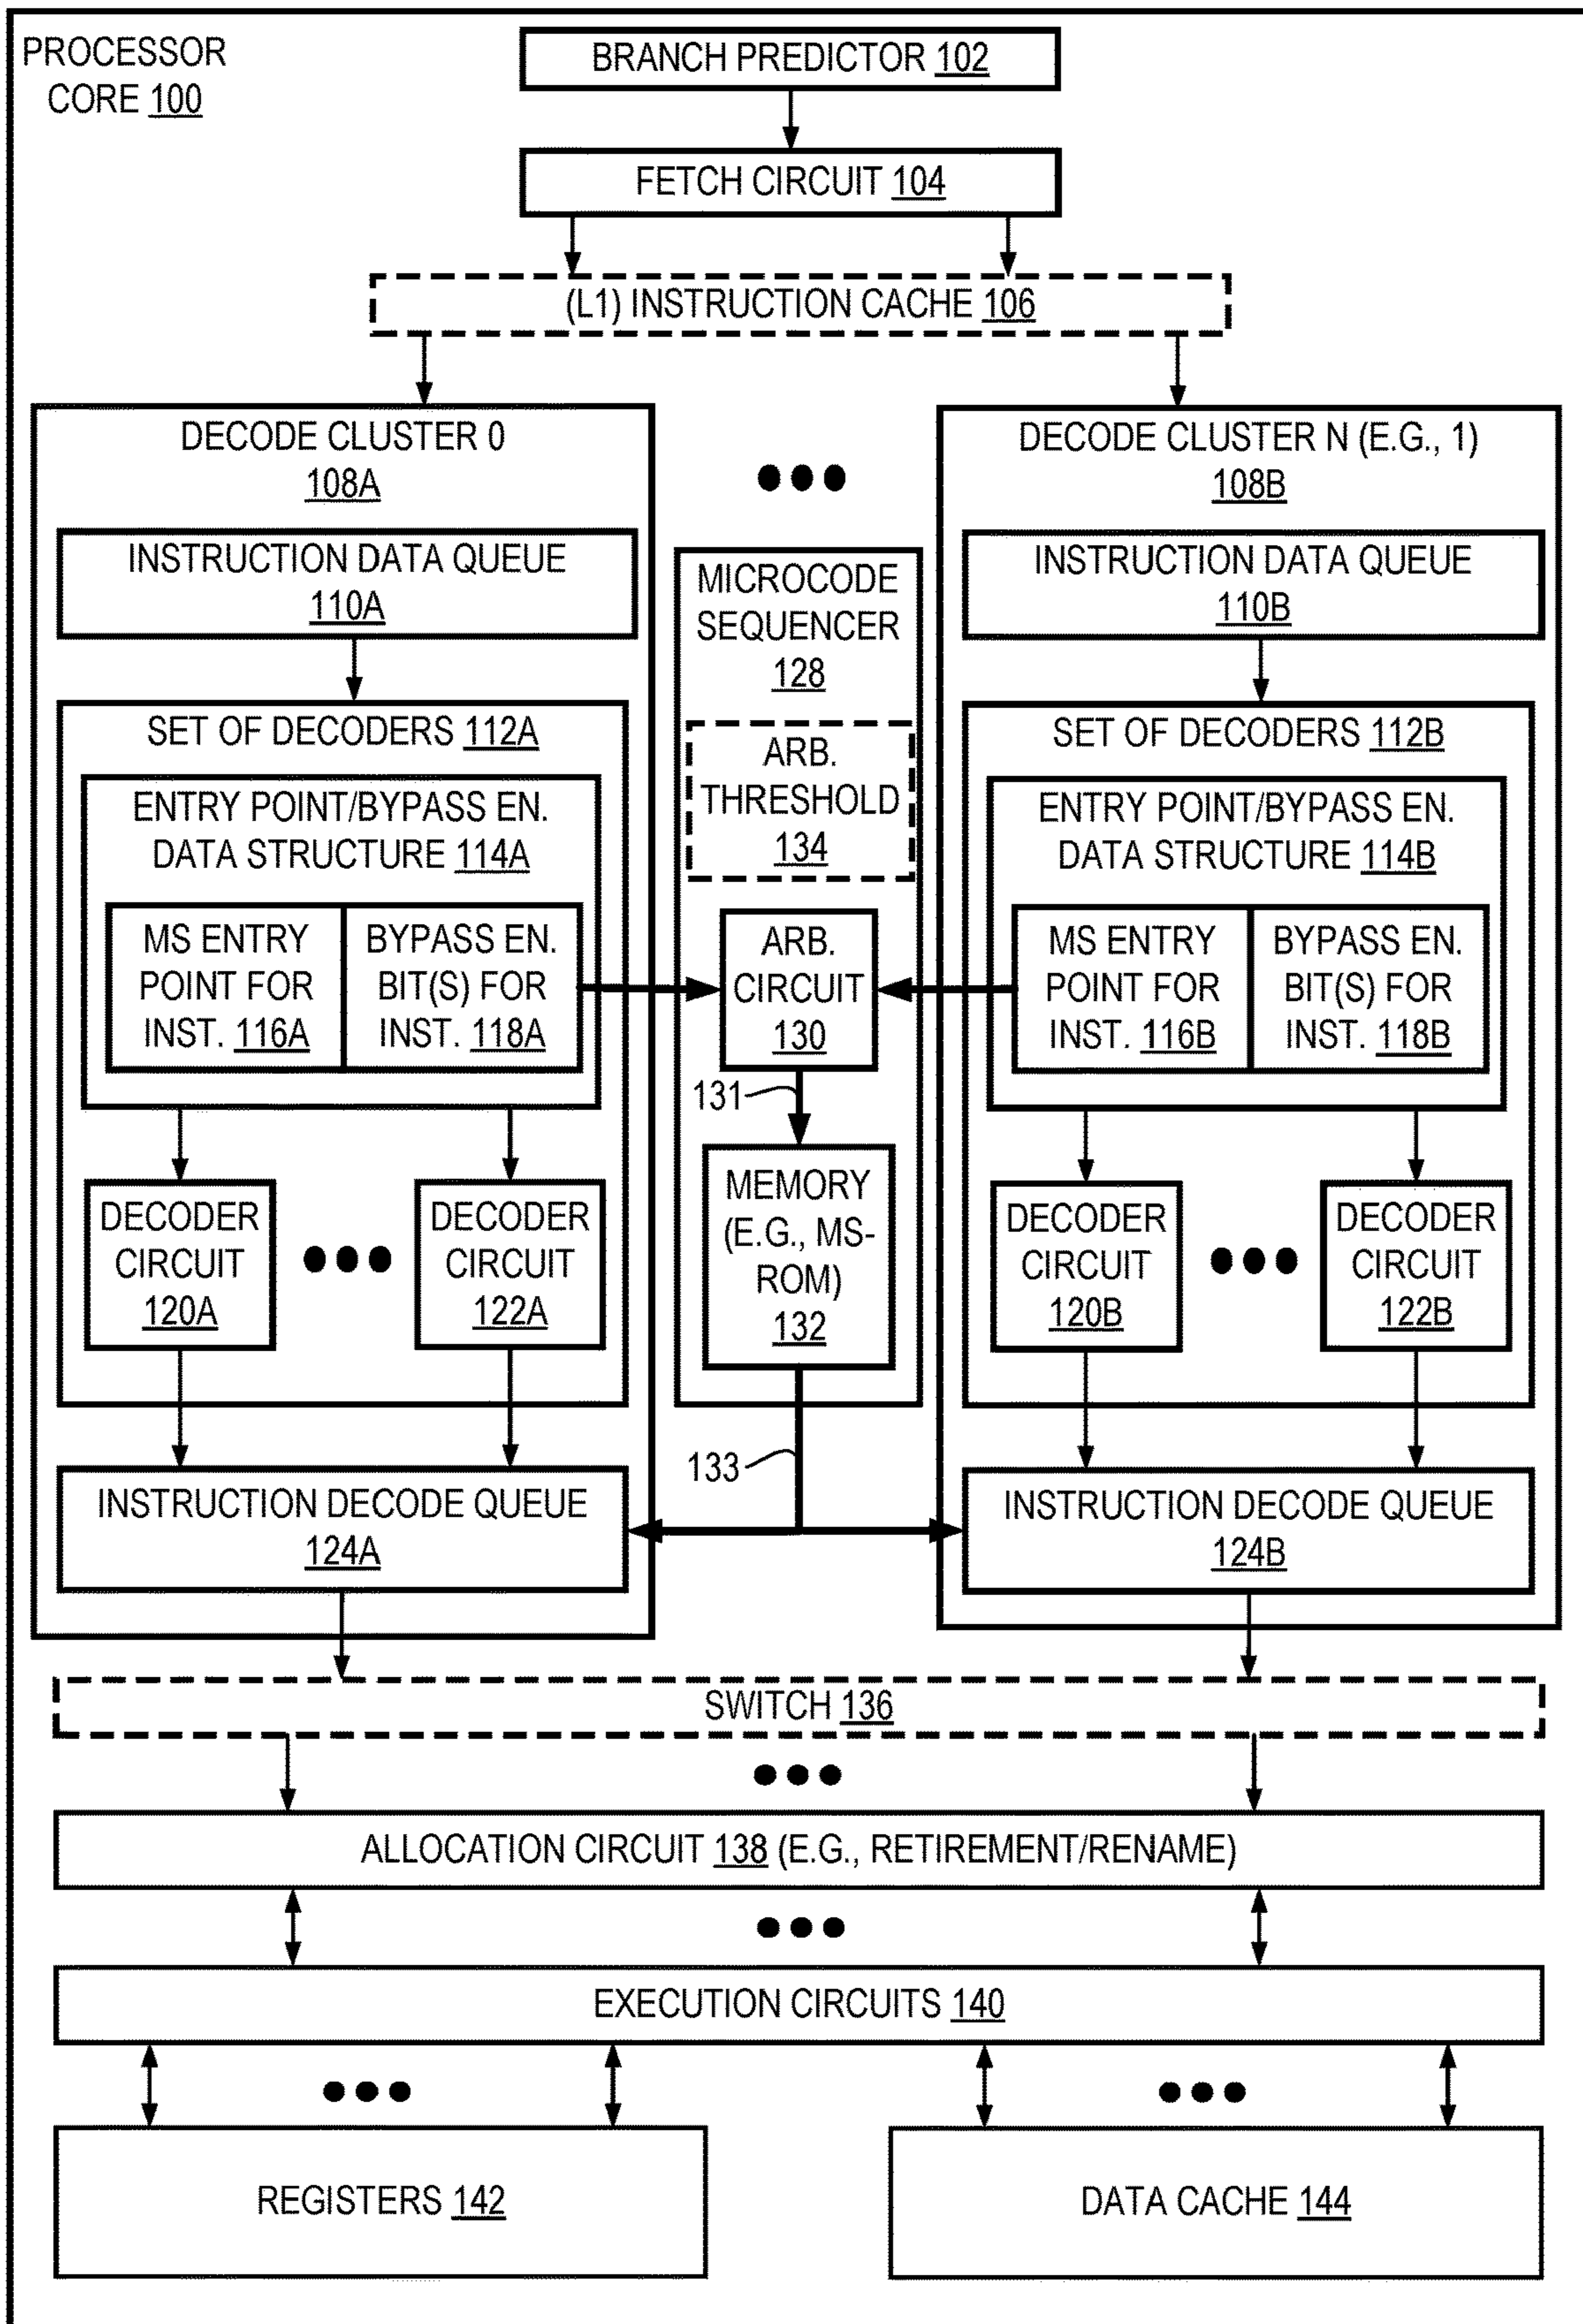 PROCESSOR
CORE 100
BRANCH PREDICTOR 102
FETCH CIRCUIT 104
(L1) INSTRUCTION CACHE 106
DECODE CLUSTER 0
108A
INSTRUCTION DATA QUEUE
110A
SET OF DECODERS 112A
ENTRY POINT/BYPASS EN.
DATA STRUCTURE 114A
MS ENTRY
POINT FOR
INST. 116A
BYPASS EN.
BIT(S) FOR
INST. 118A
DECODER
CIRCUIT
120A
DECODER
CIRCUIT
122A
INSTRUCTION DECODE QUEUE
124A
MICROCODE
SEQUENCER
128
ARB.
THRESHOLD
134
ARB.
CIRCUIT
130
131
MEMORY
(E.G., MS-
ROM)
132
133
DECODE CLUSTER N (E.G., 1)
108B
INSTRUCTION DATA QUEUE
110B
SET OF DECODERS 112B
ENTRY POINT/BYPASS EN.
DATA STRUCTURE 114B
MS ENTRY
POINT FOR
INST. 116B
BYPASS EN.
BIT(S) FOR
INST. 118B
DECODER
CIRCUIT
120B
DECODER
CIRCUIT
122B
INSTRUCTION DECODE QUEUE
124B
SWITCH 136
ALLOCATION CIRCUIT 138 (E.G., RETIREMENT/RENAME)
EXECUTION CIRCUITS 140
REGISTERS 142
DATA CACHE 144